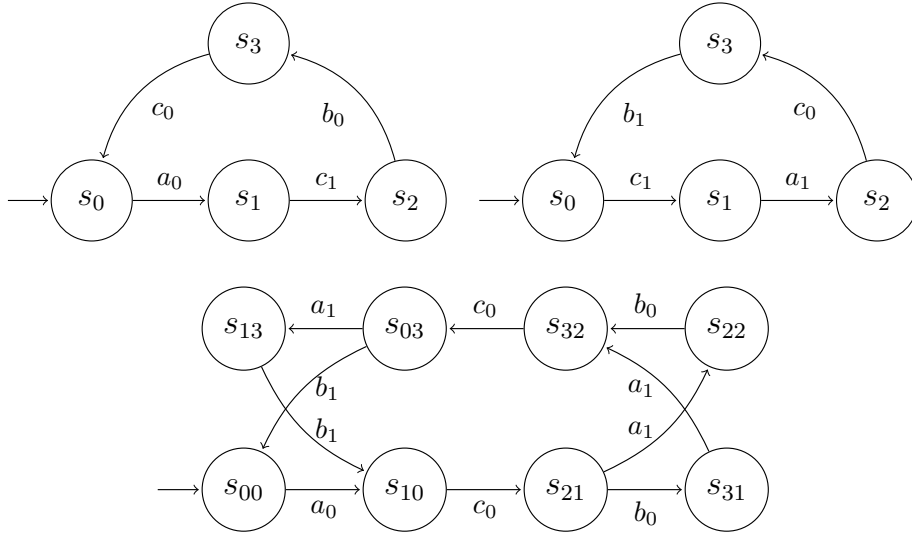 s₃ s₃
c₀ b₀ b₁ c₀
s₀ a₀ s₁ c₁ s₂ s₀ c₁ s₁ a₁ s₂
s₁₃ a₁ s₀₃ c₀ s₃₂ b₀ s₂₂
b₁ a₁
b₁ a₁
s₀₀ a₀ s₁₀ c₀ s₂₁ b₀ s₃₁